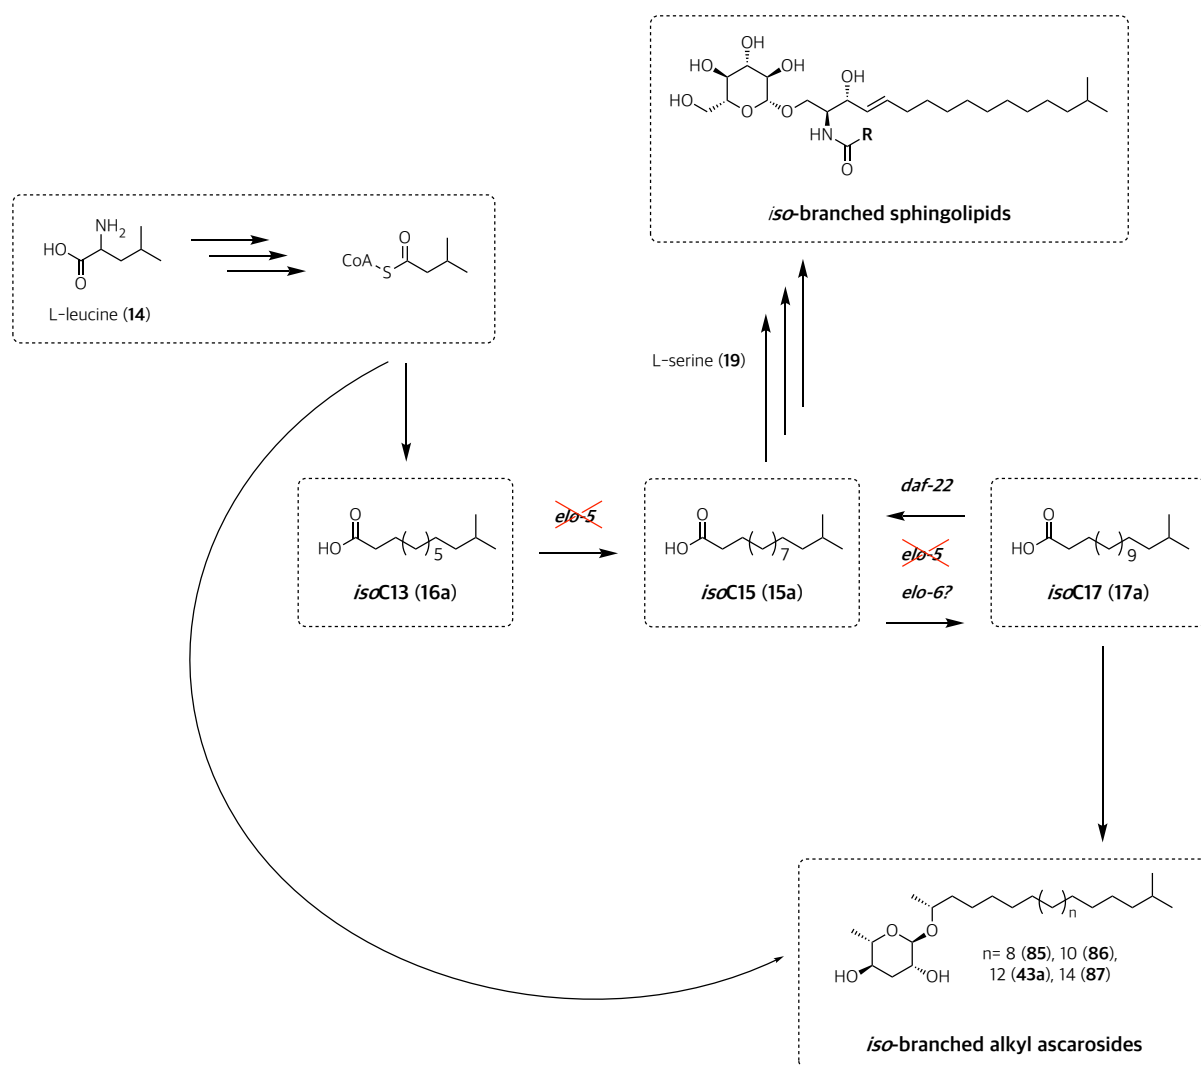 OH
OH
HO
OH
OH
HO
O
O
HN
R
O
iso-branched sphingolipids
NH2
HO
O
L-leucine (14)
O
CoA
S
L-serine (19)
O
HO
5
isoC13 (16a)
elo-5
O
HO
7
isoC15 (15a)
daf-22
elo-5
elo-6?
O
HO
9
isoC17 (17a)
n
O
O
HO
OH
n= 8 (85), 10 (86),
12 (43a), 14 (87)
iso-branched alkyl ascarosides